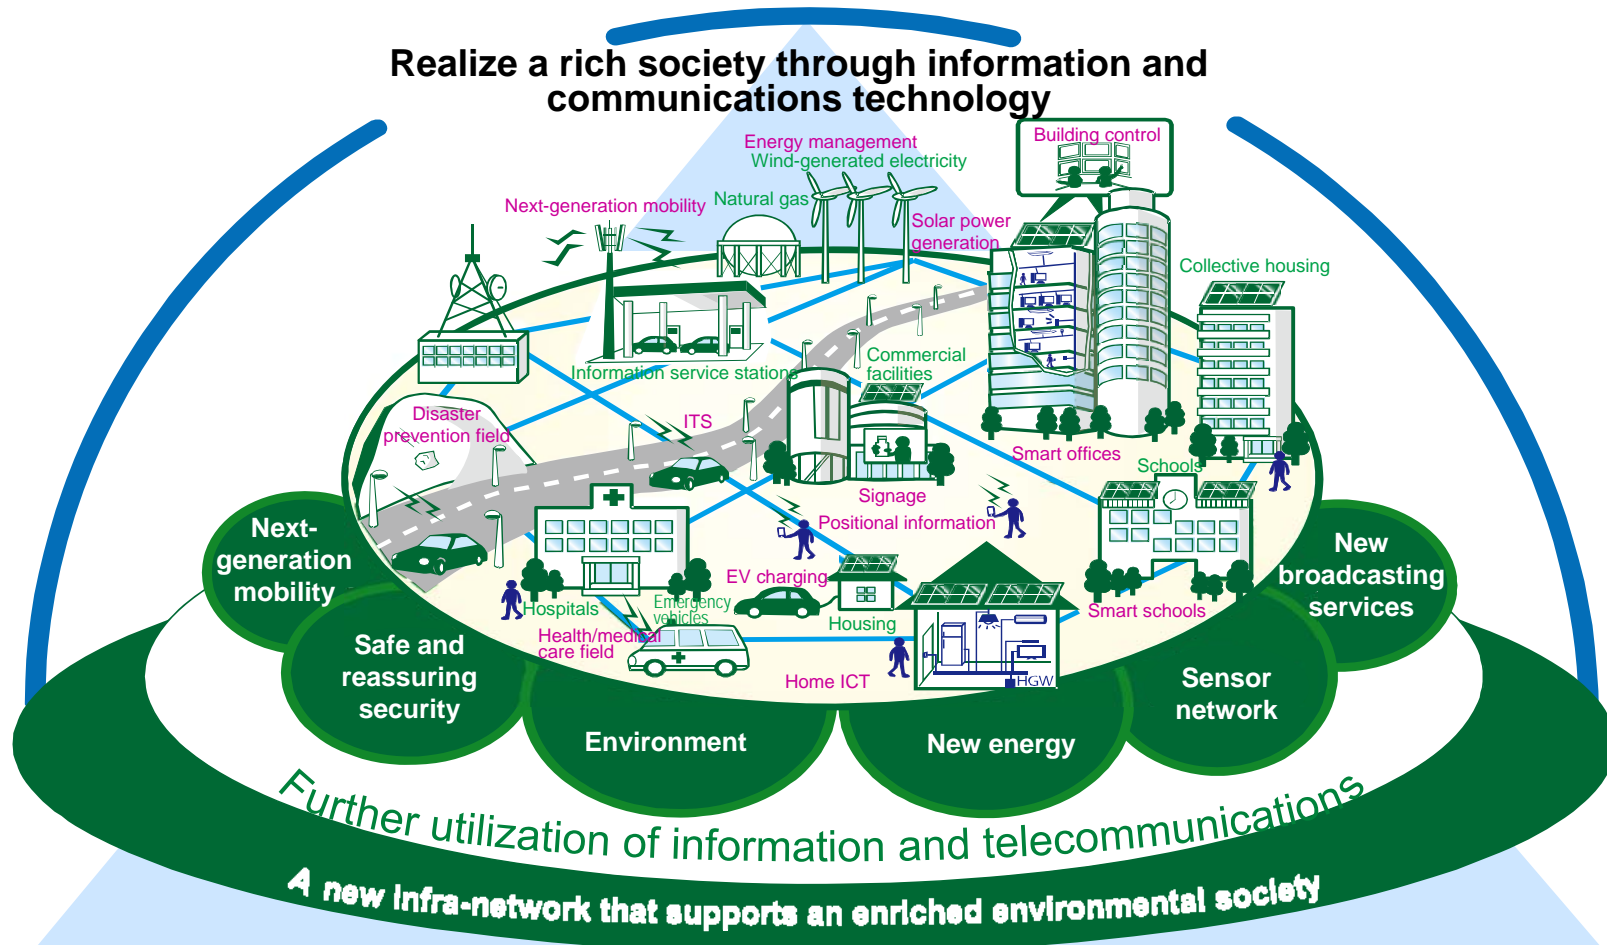 Realize a rich society through information and
communications technology
Building control
Energy management
Wind-generated electricity
Natural gas
Next-generation mobility
Solar power
generation
Collective housing
Commercial
facilities
Information service stations
Disaster
prevention field
ITS
Smart offices
Schools
Signage
Positional information
EV charging
Emergency
vehicles
Hospitals
Housing
Smart schools
Health/medical
care field
Home ICT
HGW
Next-
generation
mobility
New
broadcasting
services
Safe and
reassuring
security
Sensor
network
Environment
New energy
Further utilization of information and telecommunications
A new infra-network that supports an enriched environmental society